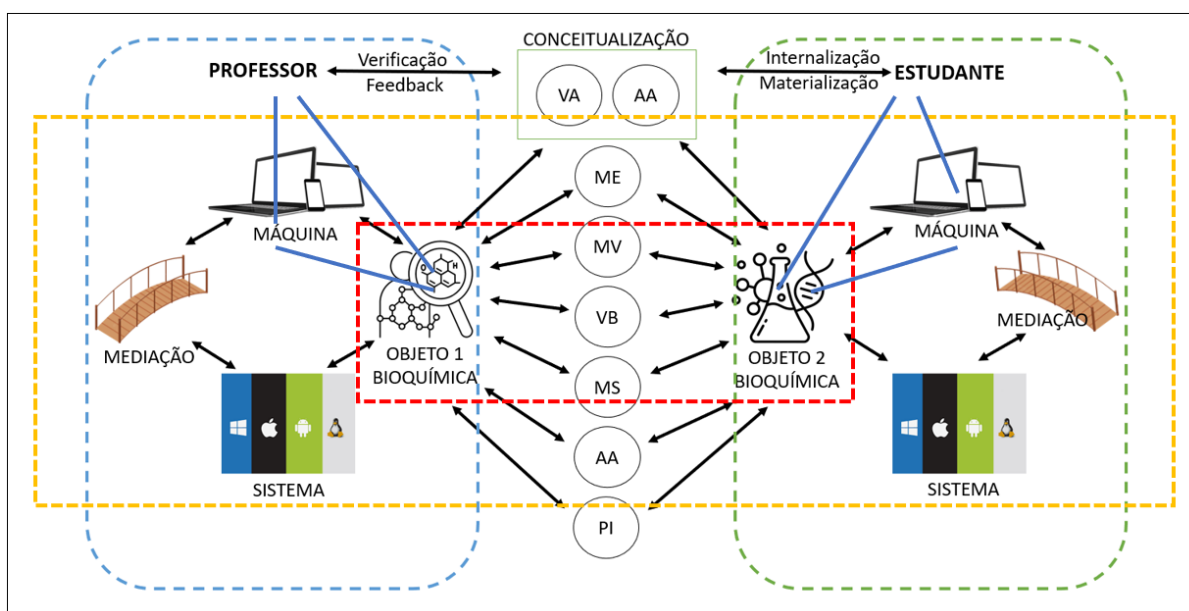 CONCEITUALIZAÇÃO
PROFESSOR
Verificação
Feedback
VA
AA
Internalização
Materialização
ESTUDANTE
ME
MÁQUINA
MV
MÁQUINA
O
H
MEDIAÇÃO
VB
MEDIAÇÃO
OBJETO 1
BIOQUÍMICA
MS
OBJETO 2
BIOQUÍMICA
AA
SISTEMA
SISTEMA
PI